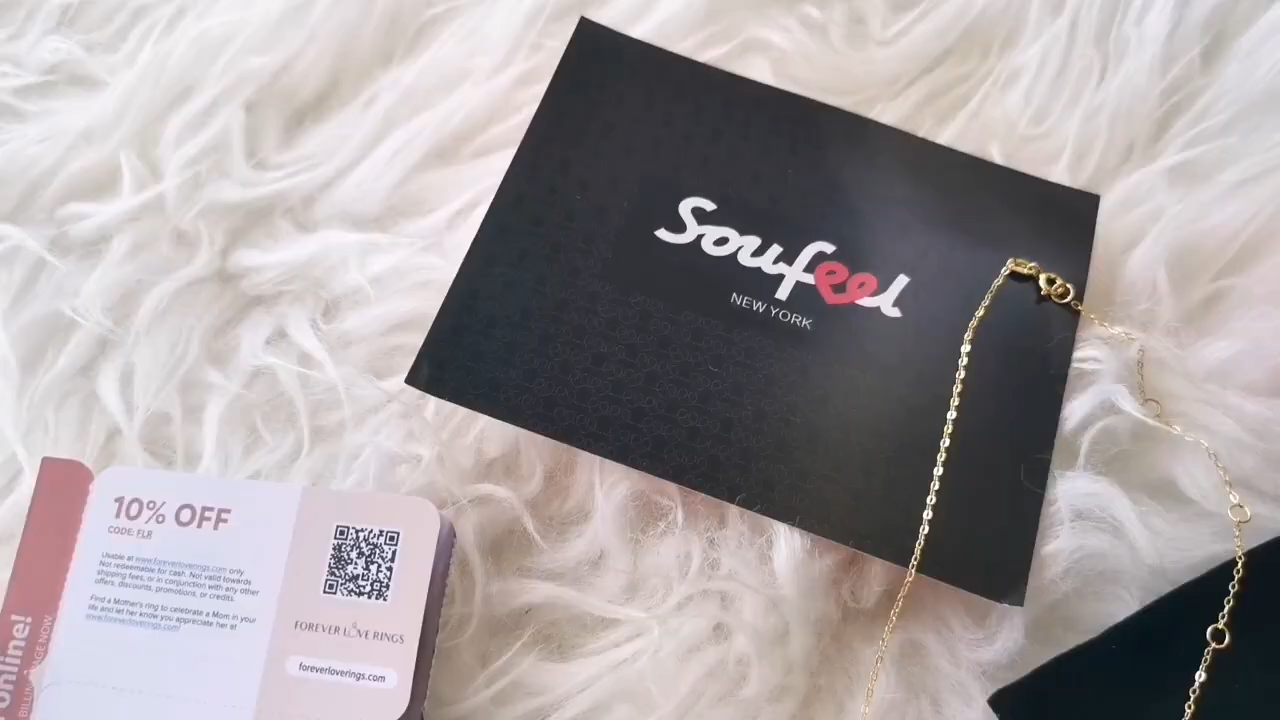 Soufeel
NEW YORK
10% OFF
CODE: FLR
Usable at www.foreverloverings.com only.
Not redeemable for cash. Not valid towards
shipping fees, or in conjunction with any other
offers, discounts, promotions, or credits.
Find a Mother's ring to celebrate a Mom in your
life and let her know you appreciate her at
www.foreverloverings.com!
FOREVER LOVE RINGS
foreverloverings.com
Online!
BILLING PAGE NOW